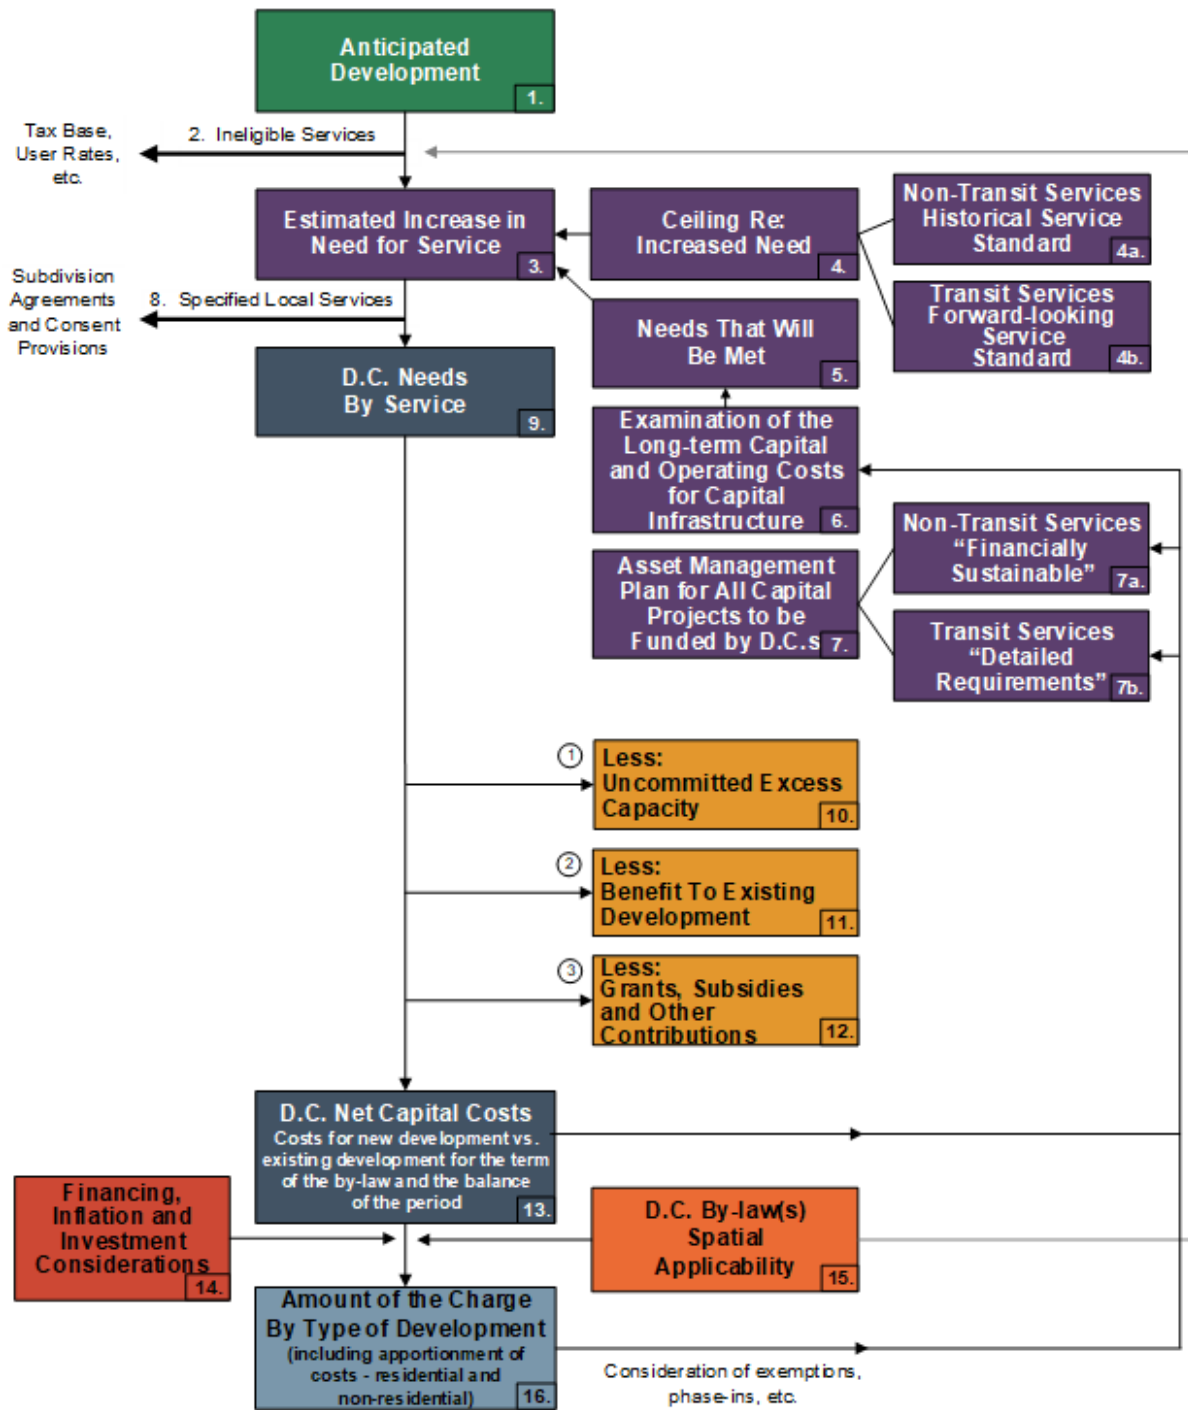 Anticipated
Development
1.
Tax Base,
User Rates,
etc.
2. Ineligible Services
Estimated Increase in
Need for Service
3.
Ceiling Re:
Increased Need
4.
Non-Transit Services
Historical Service
Standard
4a.
Transit Services
Forward-looking
Service
Standard
4b.
Subdivision
Agreements
and Consent
Provisions
8. Specified Local Services
Needs That Will
Be Met
5.
D.C. Needs
By Service
9.
Examination of the
Long-term Capital
and Operating Costs
for Capital
Infrastructure
6.
Asset Management
Plan for All Capital
Projects to be
Funded by D.C.s
7.
Non-Transit Services
“Financially
Sustainable”
7a.
Transit Services
“Detailed
Requirements”
7b.
1
Less:
Uncommitted Excess
Capacity
10.
2
Less:
Benefit To Existing
Development
11.
3
Less:
Grants, Subsidies
and Other
Contributions
12.
D.C. Net Capital Costs
Costs for new development vs.
existing development for the term
of the by-law and the balance
of the period
13.
Financing,
Inflation and
Investment
Considerations
14.
D.C. By-law(s)
Spatial
Applicability
15.
Amount of the Charge
By Type of Development
(including apportionment of
costs - residential and
non-residential)
16.
Consideration of exemptions,
phase-ins, etc.